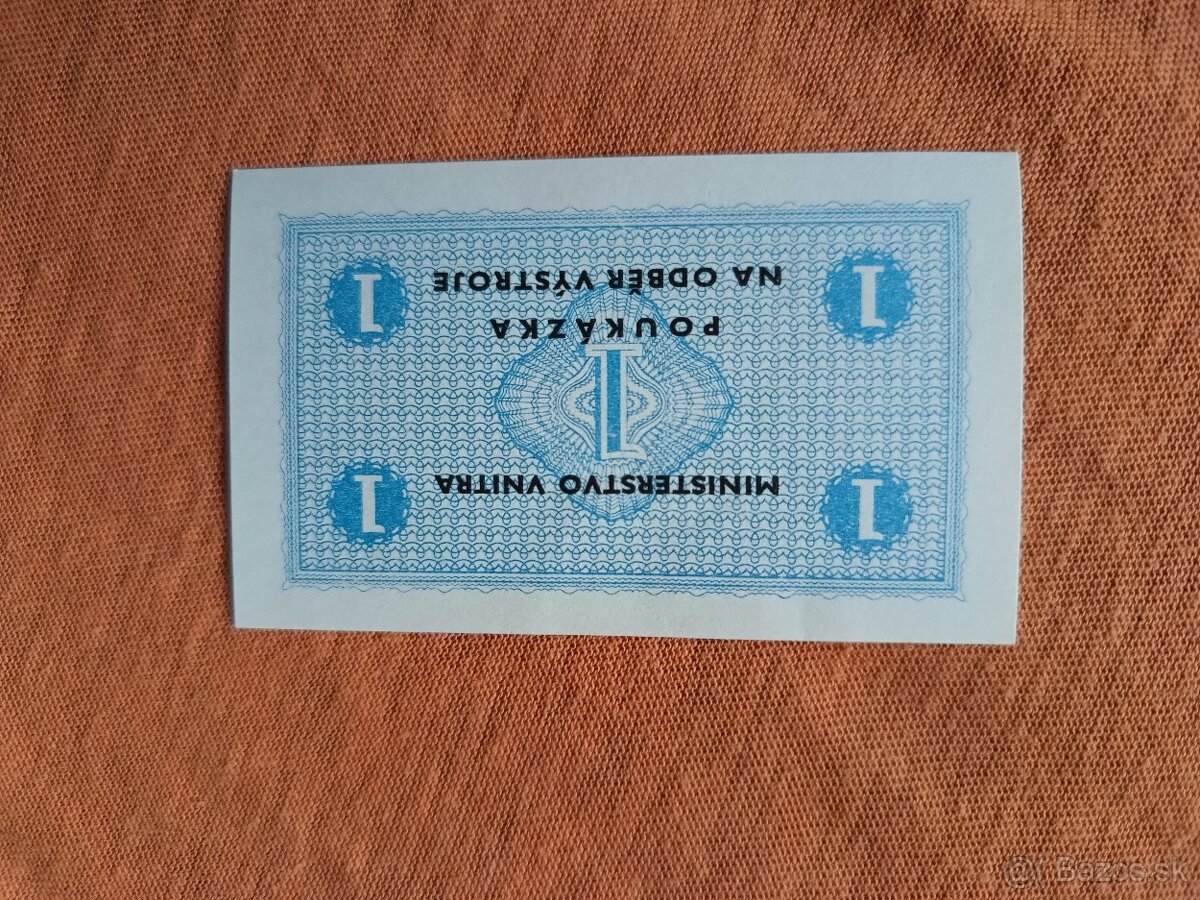 1 1
MINISTERSTVO VNITRA
1
POUKÁZKA
NA ODBĚR VÝSTROJE
1 1
@( Bazos.sk